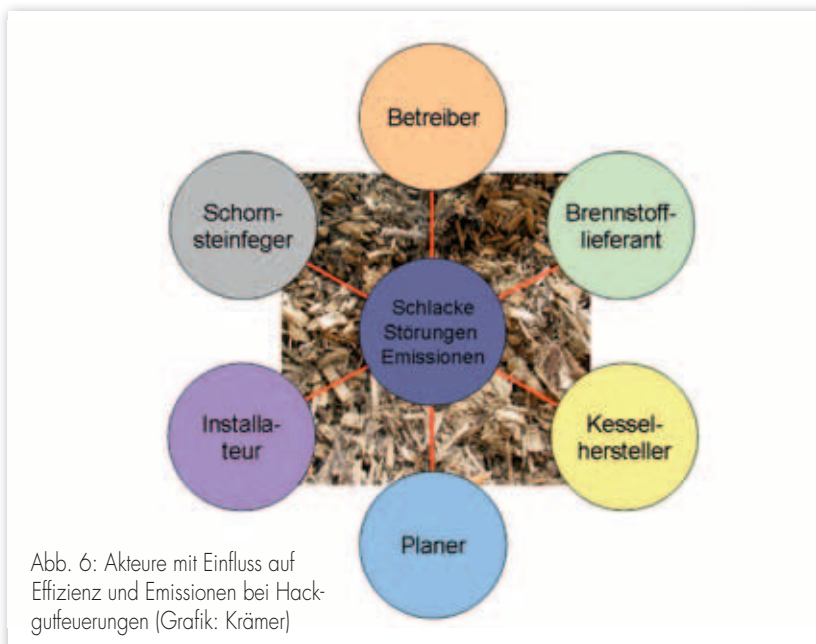 Betreiber
Schorn-
steinfeger
Brennstoff-
lieferant
Schlacke
Störungen
Emissionen
Installa-
teur
Kessel-
hersteller
Planer
Abb. 6: Akteure mit Einfluss auf
Effizienz und Emissionen bei Hack-
gutfeuerungen (Grafik: Krämer)